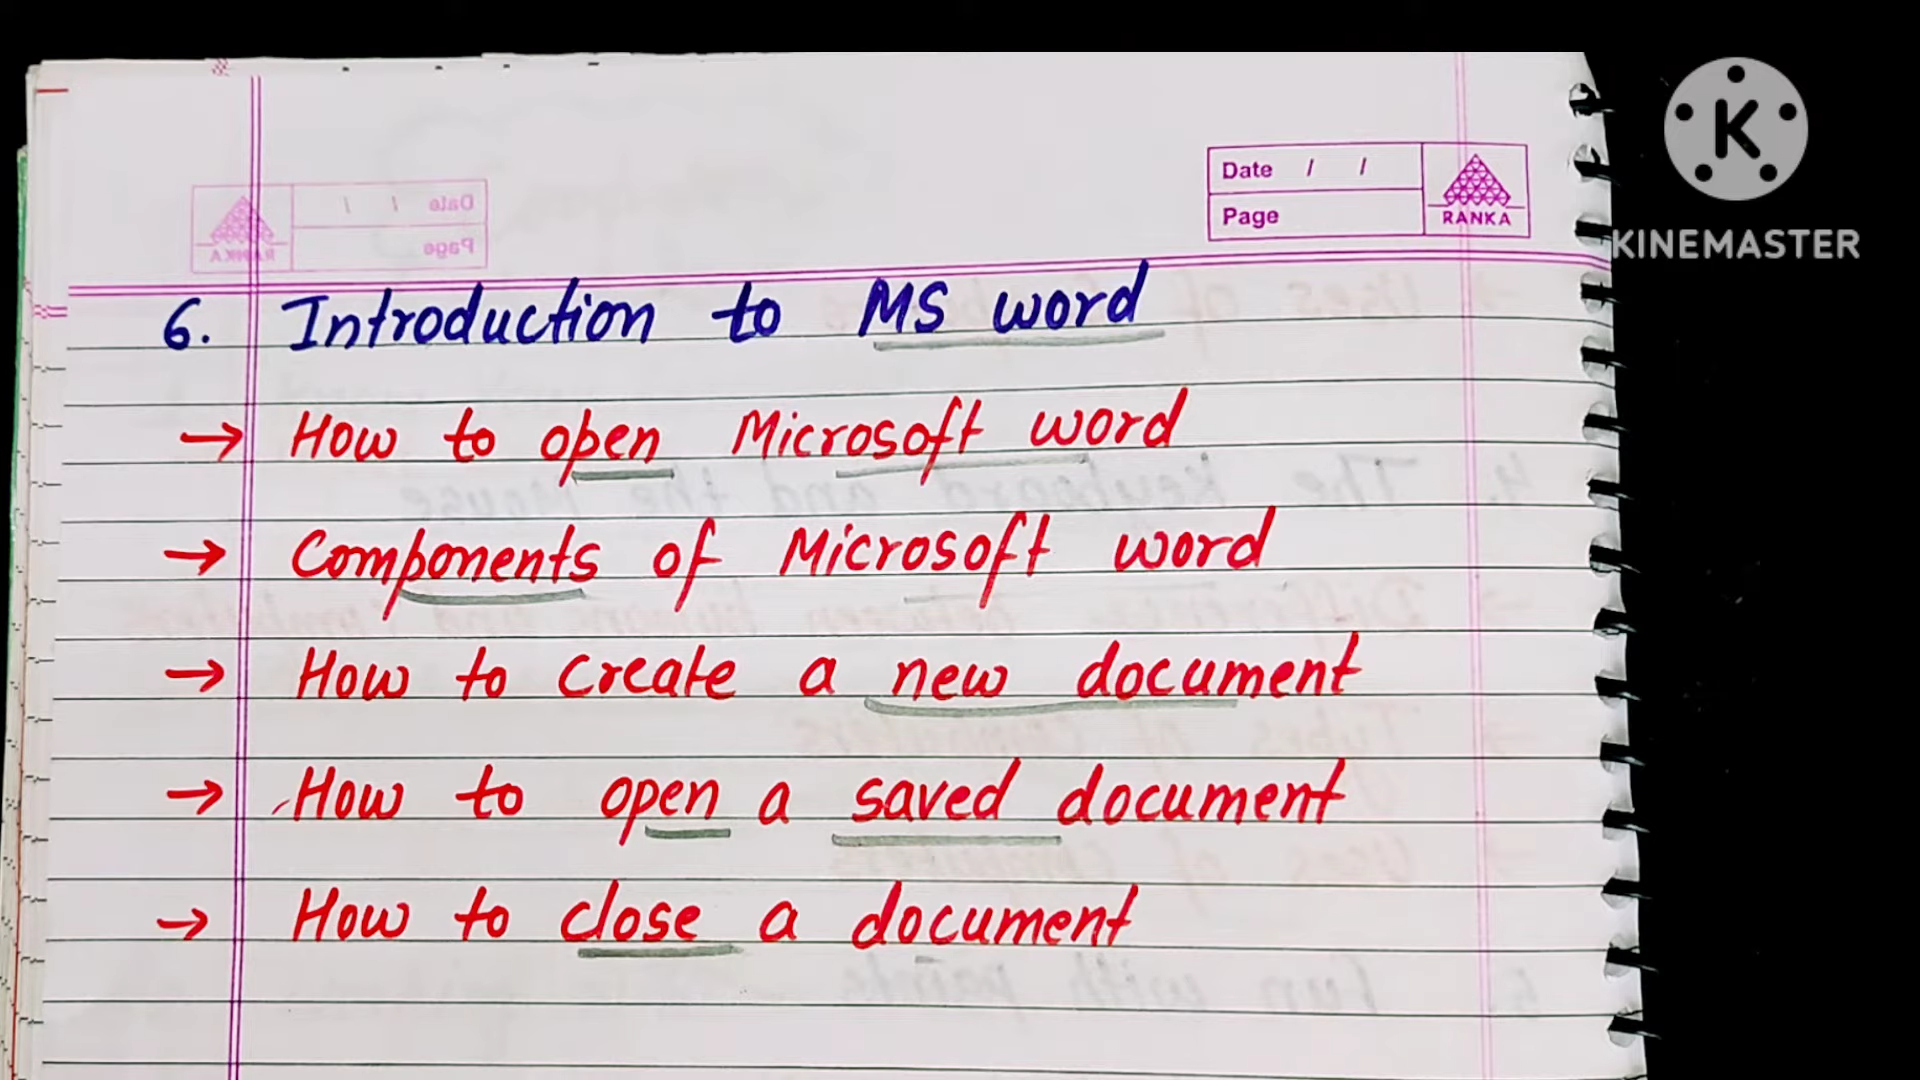 Date / /
Page
RANKA
KINEMASTER
6. Introduction to MS word
→ How to open Microsoft word
→ Components of Microsoft word
→ How to create a new document
→ How to open a saved document
→ How to close a document